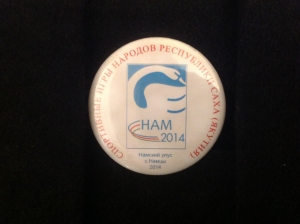 СПОРТИВНЫЕ ИГРЫ НАРОДОВ РЕСПУБЛИКИ САХА (ЯКУТИЯ)
НАМ
2014
Намский улус
с.Намцы
2014